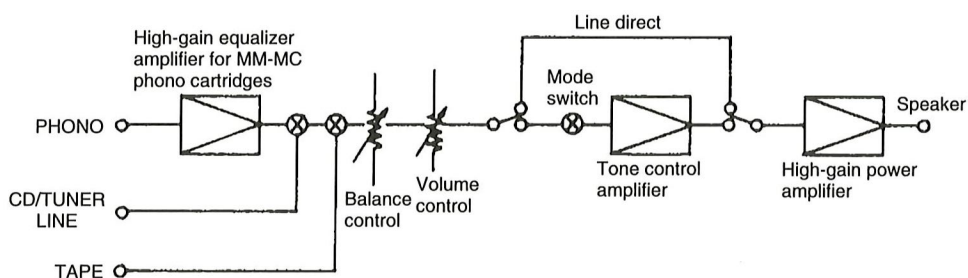 High-gain equalizer
amplifier for MM-MC
phono cartridges
PHONO
CD/TUNER
LINE
TAPE
Balance
control
Volume
control
Line direct
Mode
switch
Tone control
amplifier
High-gain power
amplifier
Speaker